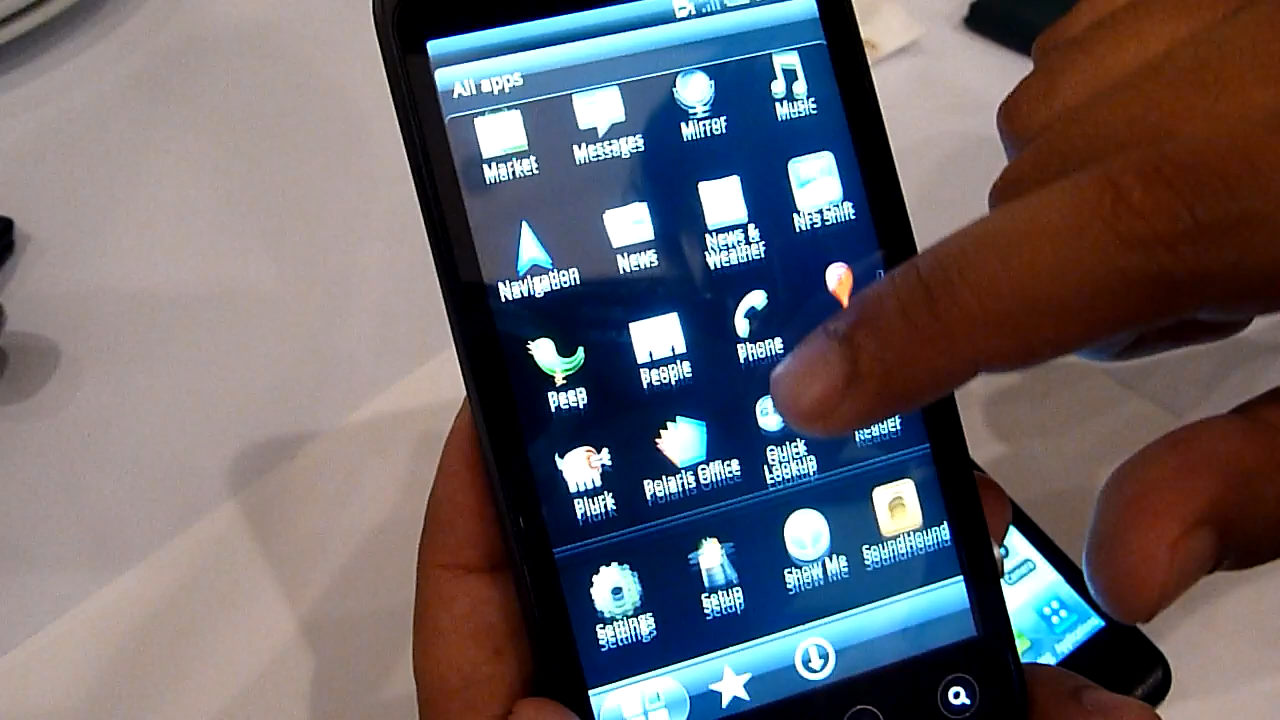 All apps
Market
Messages
Mirror
Music
Navigation
News
News &
Weather
NFS Shift
Peep
People
Phone
Plurk
Polaris Office
Quick
Lookup
Reader
Settings
Setup
Show Me
SoundHound